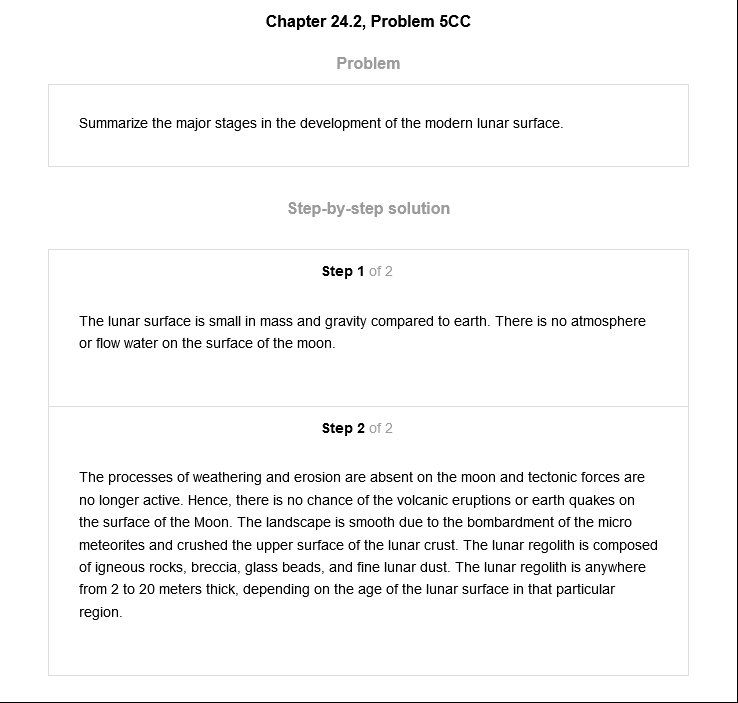 Chapter 24.2, Problem 5CC
Problem
Summarize the major stages in the development of the modern lunar surface.
Step-by-step solution
Step 1 of 2
The lunar surface is small in mass and gravity compared to earth. There is no atmosphere
or flow water on the surface of the moon.
Step 2 of 2
The processes of weathering and erosion are absent on the moon and tectonic forces are
no longer active. Hence, there is no chance of the volcanic eruptions or earth quakes on
the surface of the Moon. The landscape is smooth due to the bombardment of the micro
meteorites and crushed the upper surface of the lunar crust. The lunar regolith is composed
of igneous rocks, breccia, glass beads, and fine lunar dust. The lunar regolith is anywhere
from 2 to 20 meters thick, depending on the age of the lunar surface in that particular
region.